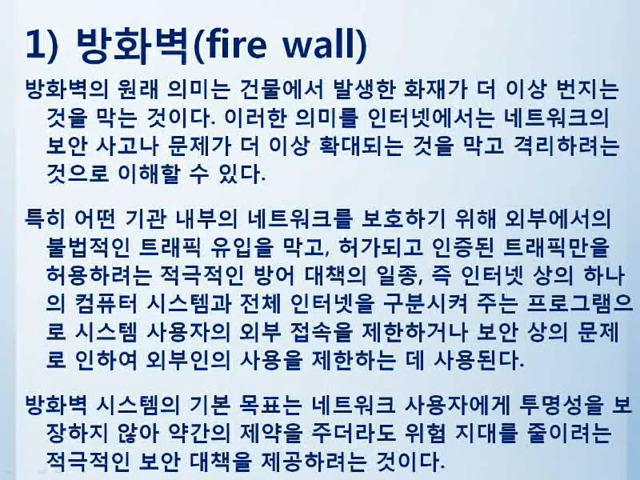 1) 방화벽(fire wall)
방화벽의 원래 의미는 건물에서 발생한 화재가 더 이상 번지는
것을 막는 것이다. 이러한 의미를 인터넷에서는 네트워크의
보안 사고나 문제가 더 이상 확대되는 것을 막고 격리하려는
것으로 이해할 수 있다.
특히 어떤 기관 내부의 네트워크를 보호하기 위해 외부에서의
불법적인 트래픽 유입을 막고, 허가되고 인증된 트래픽만을
허용하려는 적극적인 방어 대책의 일종, 즉 인터넷 상의 하나
의 컴퓨터 시스템과 전체 인터넷을 구분시켜 주는 프로그램으
로 시스템 사용자의 외부 접속을 제한하거나 보안 상의 문제
로 인하여 외부인의 사용을 제한하는 데 사용된다.
방화벽 시스템의 기본 목표는 네트워크 사용자에게 투명성을 보
장하지 않아 약간의 제약을 주더라도 위험 지대를 줄이려는
적극적인 보안 대책을 제공하려는 것이다.